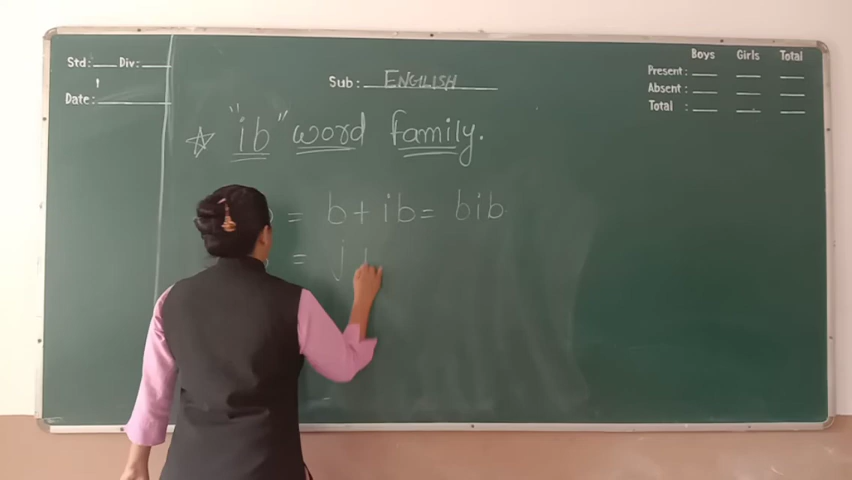 Std: Div:
Date:
Sub: ENGLISH
Boys Girls Total
Present:
Absent:
Total
☆ "ib" word family.
= b + ib = bib
= j +